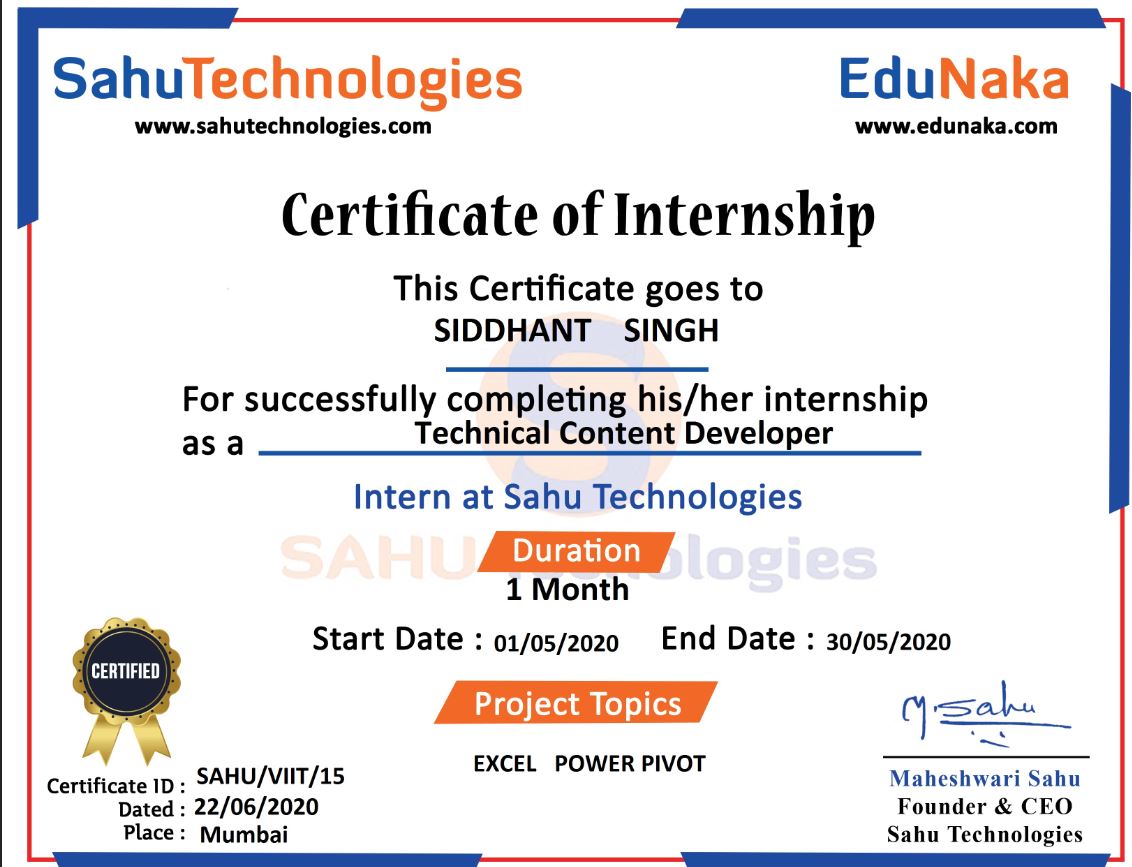 SahuTechnologies
www.sahutechnologies.com
EduNaka
www.edunaka.com
Certificate of Internship
This Certificate goes to
SIDDHANT SINGH
For successfully completing his/her internship
as a Technical Content Developer
Intern at Sahu Technologies
SAHU Technologies
Duration
1 Month
Start Date : 01/05/2020 End Date : 30/05/2020
Project Topics
EXCEL POWER PIVOT
CERTIFIED
Certificate ID : SAHU/VIIT/15
Dated : 22/06/2020
Place : Mumbai
M.Sahu
Maheshwari Sahu
Founder & CEO
Sahu Technologies